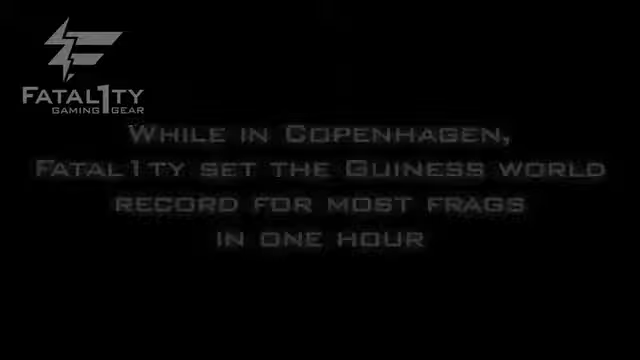 Fatal1ty
Gaming Gear
While in Copenhagen,
Fatal1ty set the Guiness world
record for most frags
in one hour